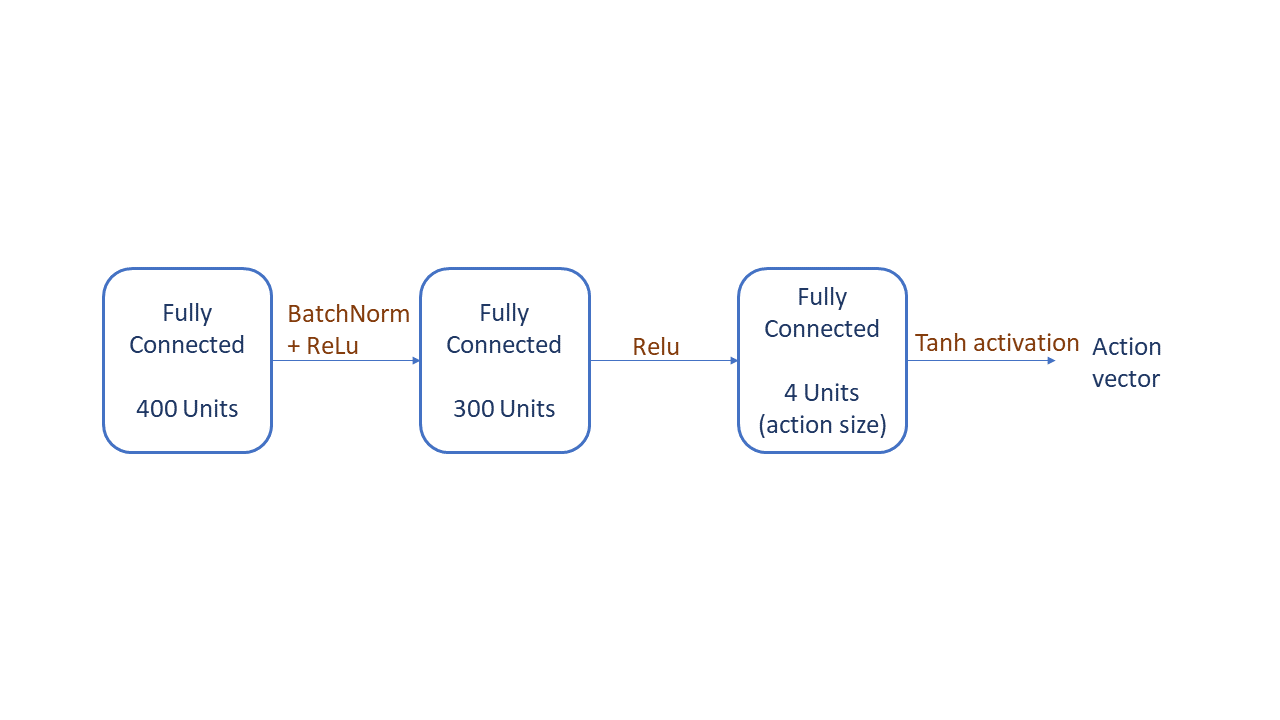 Fully
Connected
400 Units
BatchNorm
+ ReLu
Fully
Connected
300 Units
Relu
Fully
Connected
4 Units
(action size)
Tanh activation
Action
vector